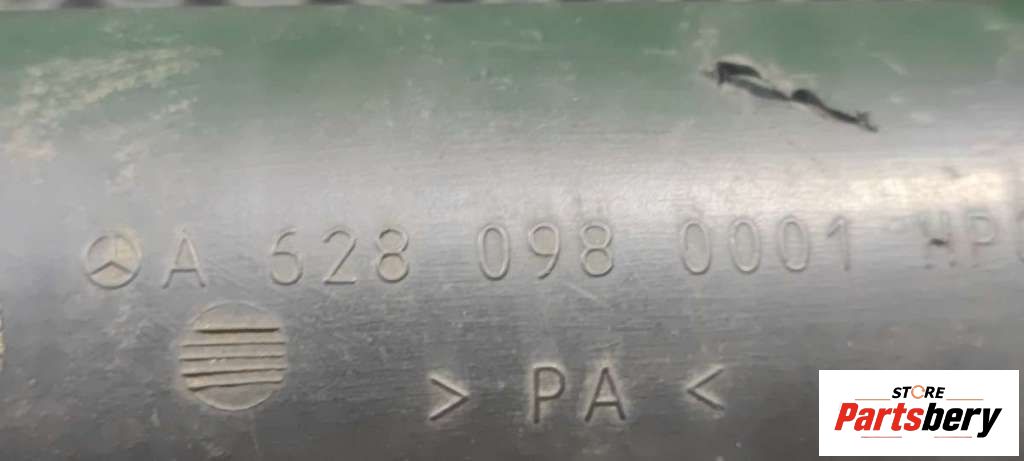 A 628 098 0001
> PA <
STORE
Partsbery